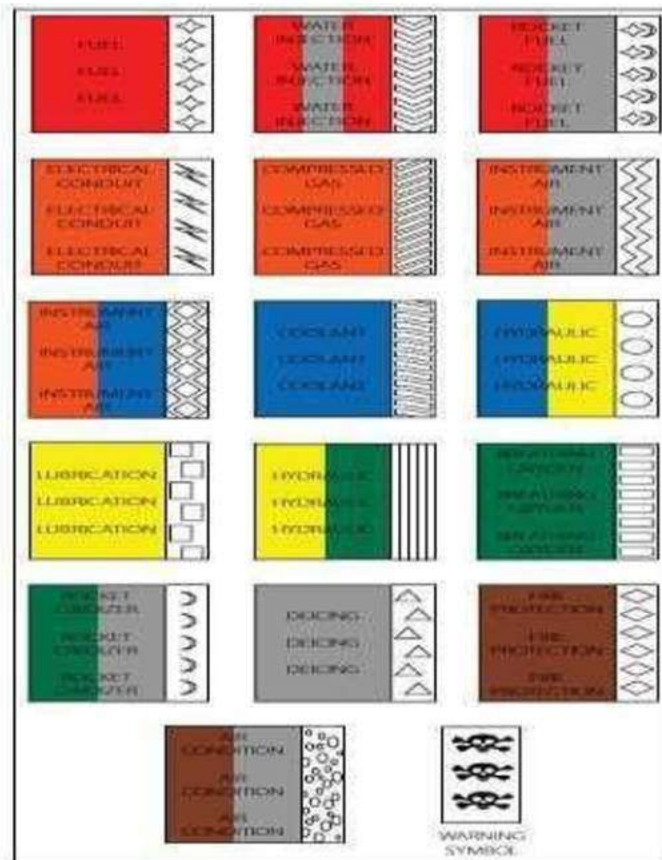 FUEL
FUEL
FUEL
WATER
INJECTION
WATER
INJECTION
WATER
INJECTION
ROCKET
FUEL
ROCKET
FUEL
ROCKET
FUEL
ELECTRICAL
CONDUIT
ELECTRICAL
CONDUIT
ELECTRICAL
CONDUIT
COMPRESSED
GAS
COMPRESSED
GAS
COMPRESSED
INSTRUMENT
AIR
INSTRUMENT
AIR
INSTRUMENT
AIR
INSTRUMENT
AIR
INSTRUMENT
AIR
INSTRUMENT
AIR
COOLANT
COOLANT
COOLANT
HYDRAULIC
HYDRAULIC
HYDRAULIC
LUBRICATION
LUBRICATION
LUBRICATION
HYDRAULIC
HYDRAULIC
HYDRAULIC
BREATHING
OXYGEN
BREATHING
OXYGEN
BREATHING
OXYGEN
ROCKET
OXIDIZER
ROCKET
OXIDIZER
ROCKET
OXIDIZER
DEICING
DEICING
DEICING
FIRE
PROTECTION
FIRE
PROTECTION
FIRE
PROTECTION
AIR
CONDITION
AIR
CONDITION
AIR
CONDITION
WARNING
SYMBOL